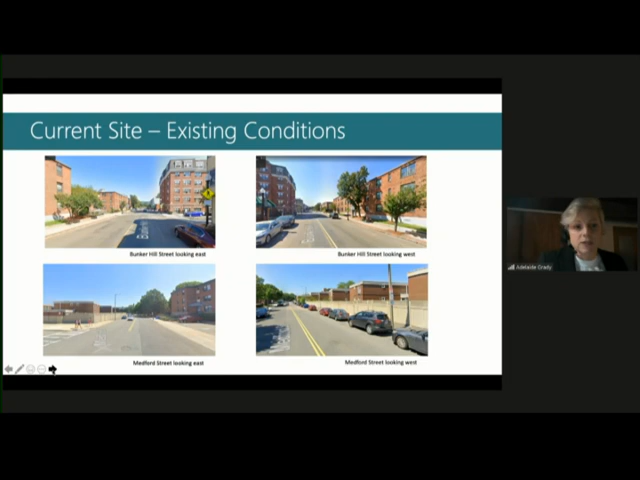 Current Site – Existing Conditions
Bunker Hill Street looking east
Bunker Hill Street looking west
Medford Street looking east
Medford Street looking west
Adelaide Grady